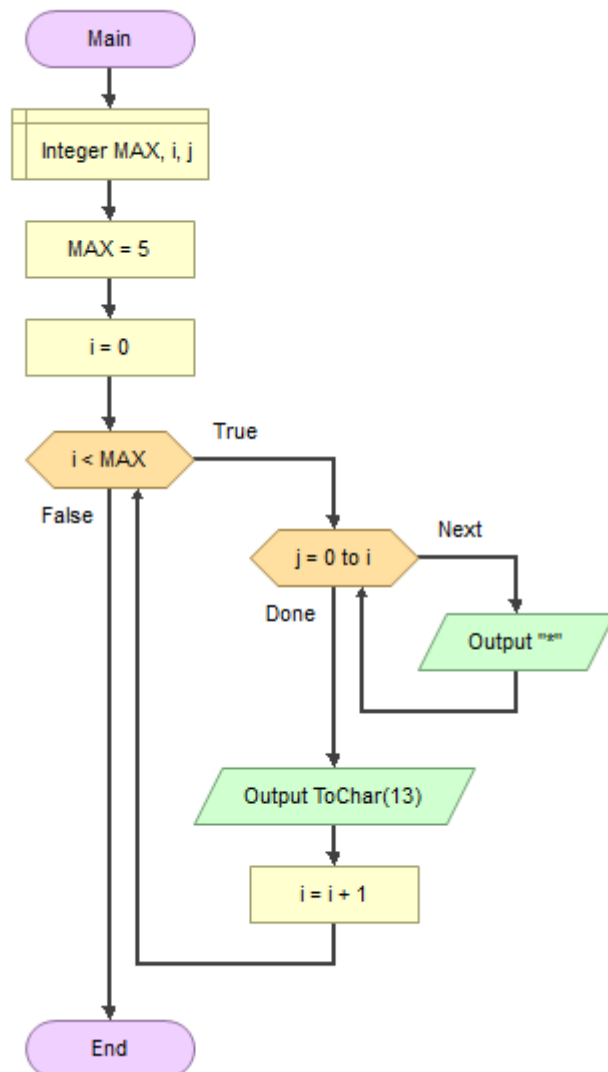 Main
Integer MAX, i, j
MAX = 5
i = 0
i < MAX
True
False
j = 0 to i
Next
Done
Output "*"
Output ToChar(13)
i = i + 1
End